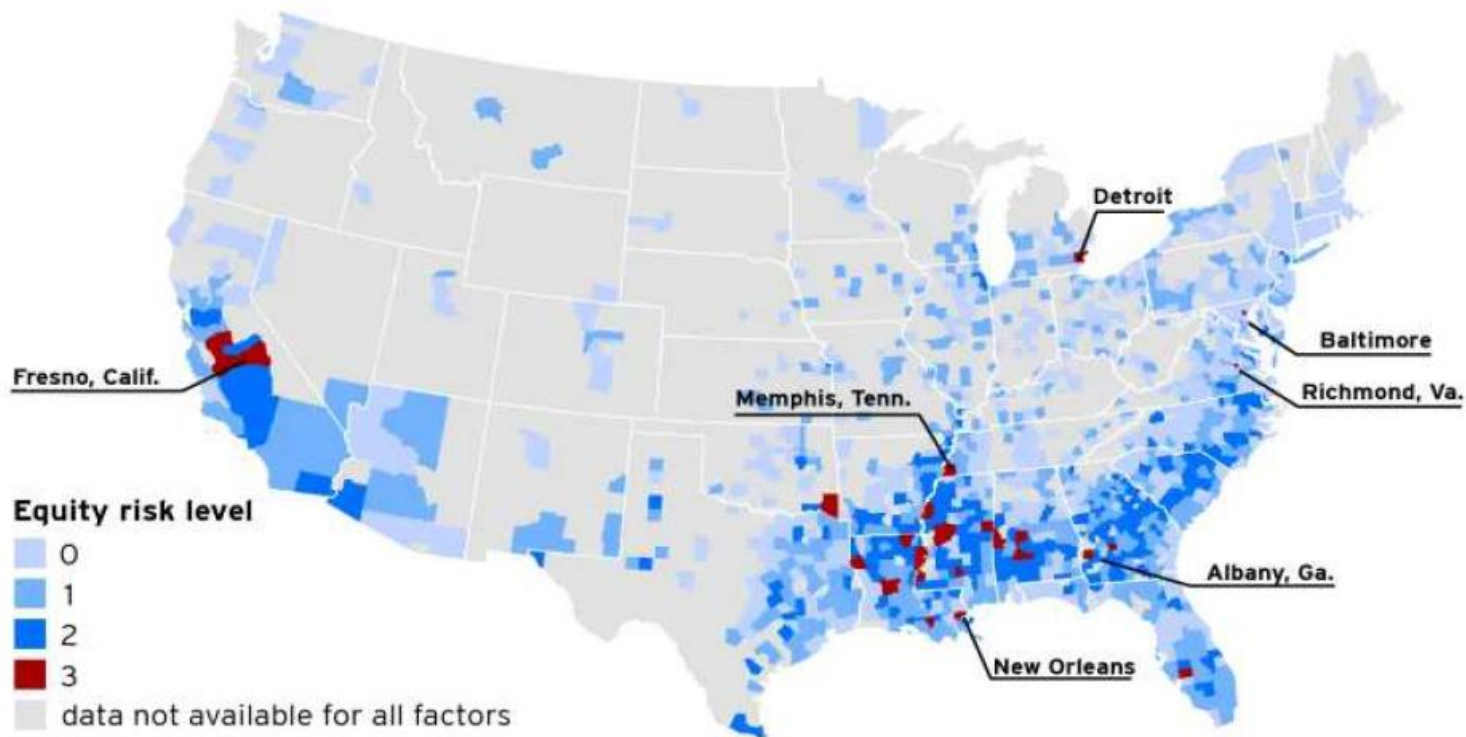 Detroit
Baltimore
Fresno, Calif.
Richmond, Va.
Memphis, Tenn.
Equity risk level
0
1
2
3
data not available for all factors
Albany, Ga.
New Orleans